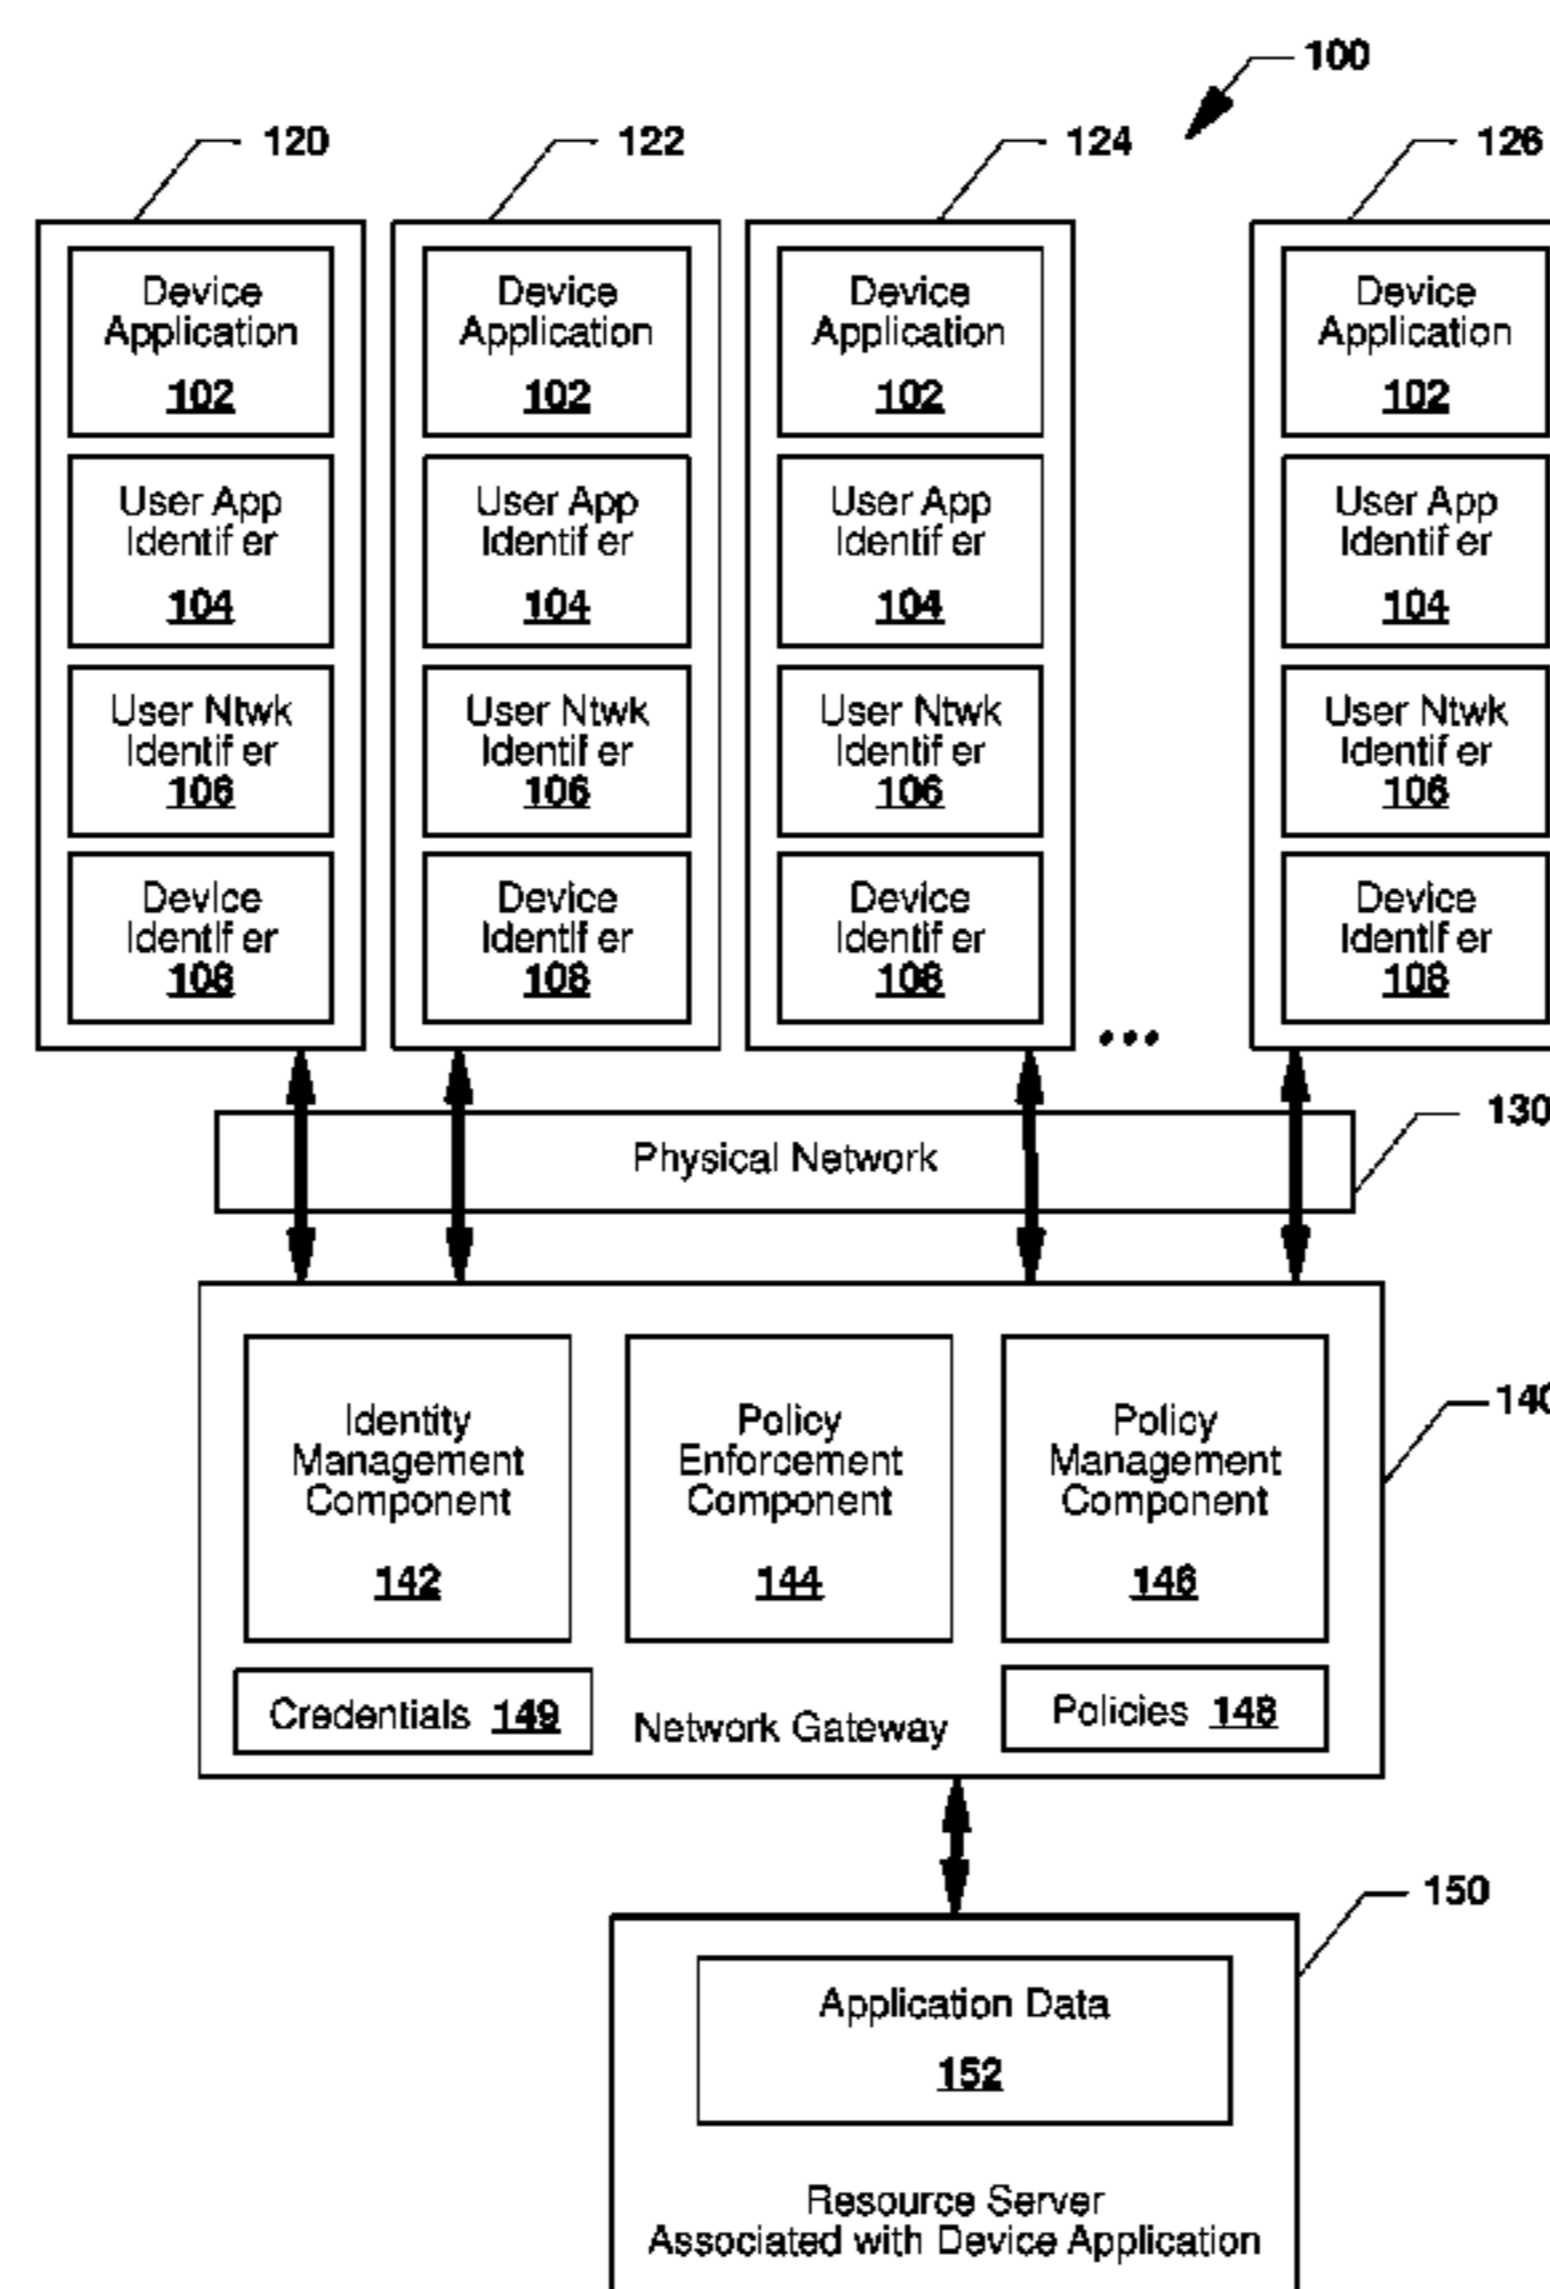 100
120
122
124
126
Device
Application
102
Device
Application
102
Device
Application
102
Device
Application
102
User App
Identif er
104
User App
Identif er
104
User App
Identif er
104
User App
Identif er
104
User Ntwk
Identif er
106
User Ntwk
Identif er
106
User Ntwk
Identif er
106
User Ntwk
Identif er
106
Device
Identif er
108
Device
Identif er
108
Device
Identif er
108
Device
Identif er
108
...
130
Physical Network
140
Identity
Management
Component
142
Policy
Enforcement
Component
144
Policy
Management
Component
146
Credentials 149
Network Gateway
Policies 148
150
Application Data
152
Resource Server
Associated with Device Application